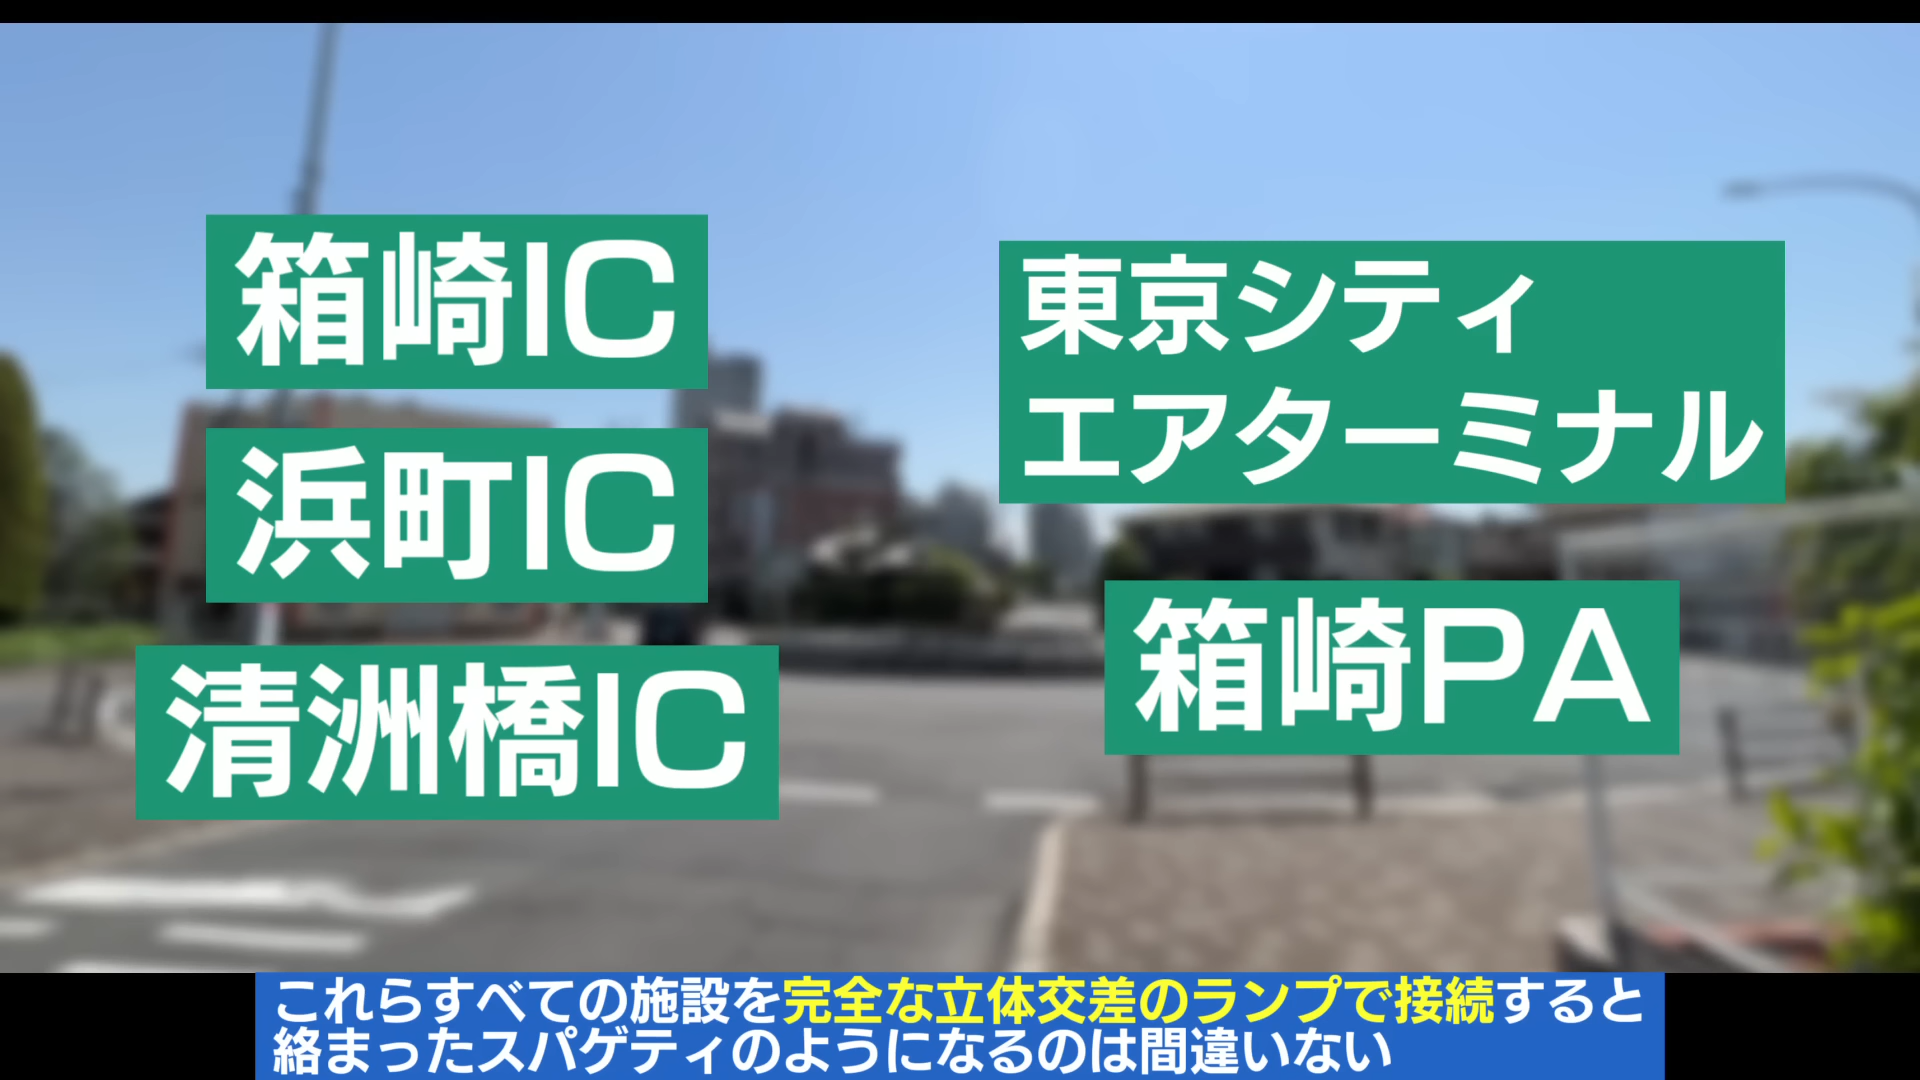 箱崎IC
浜町IC
清洲橋IC
東京シティ
エアターミナル
箱崎PA
これらすべての施設を完全な立体交差のランプで接続すると
絡まったスパゲティのようになるのは間違いない